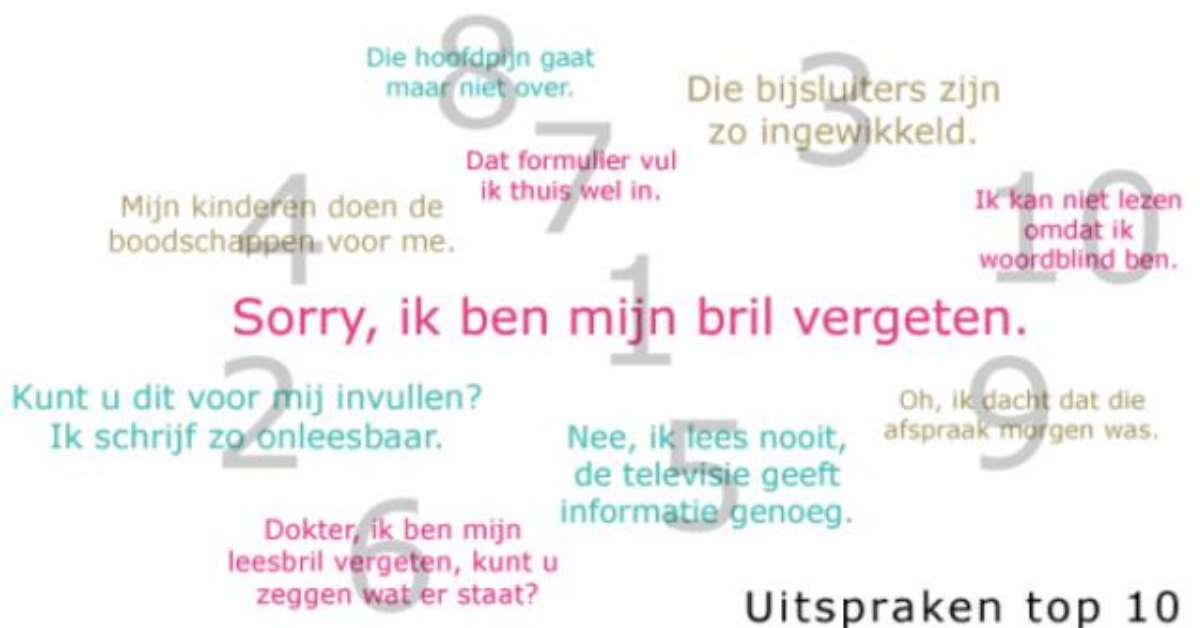 8
Die hoofdpijn gaat
maar niet over.
3
Die bijsluiters zijn
zo ingewikkeld.
7
Dat formulier vul
ik thuis wel in.
4
Mijn kinderen doen de
boodschappen voor me.
10
Ik kan niet lezen
omdat ik
woordblind ben.
1
Sorry, ik ben mijn bril vergeten.
2
Kunt u dit voor mij invullen?
Ik schrijf zo onleesbaar.
9
Oh, ik dacht dat die
afspraak morgen was.
5
Nee, ik lees nooit,
de televisie geeft
informatie genoeg.
6
Dokter, ik ben mijn
leesbril vergeten, kunt u
zeggen wat er staat?
Uitspraken top 10